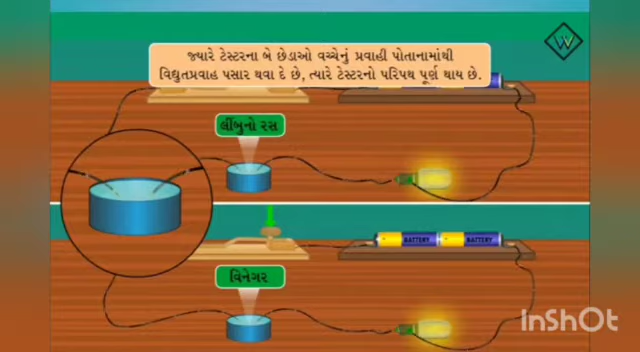 જ્યારે ટેસ્ટરના બે છેડાઓ વચ્ચેનું પ્રવાહી પોતાનામાંથી
વિદ્યુતપ્રવાહ પસાર થવા દે છે, ત્યારે ટેસ્ટરનો પરિપથ પૂર્ણ થાય છે.
W
લીંબુનો રસ
BATTERY
BATTERY
વિનેગર
InShOt